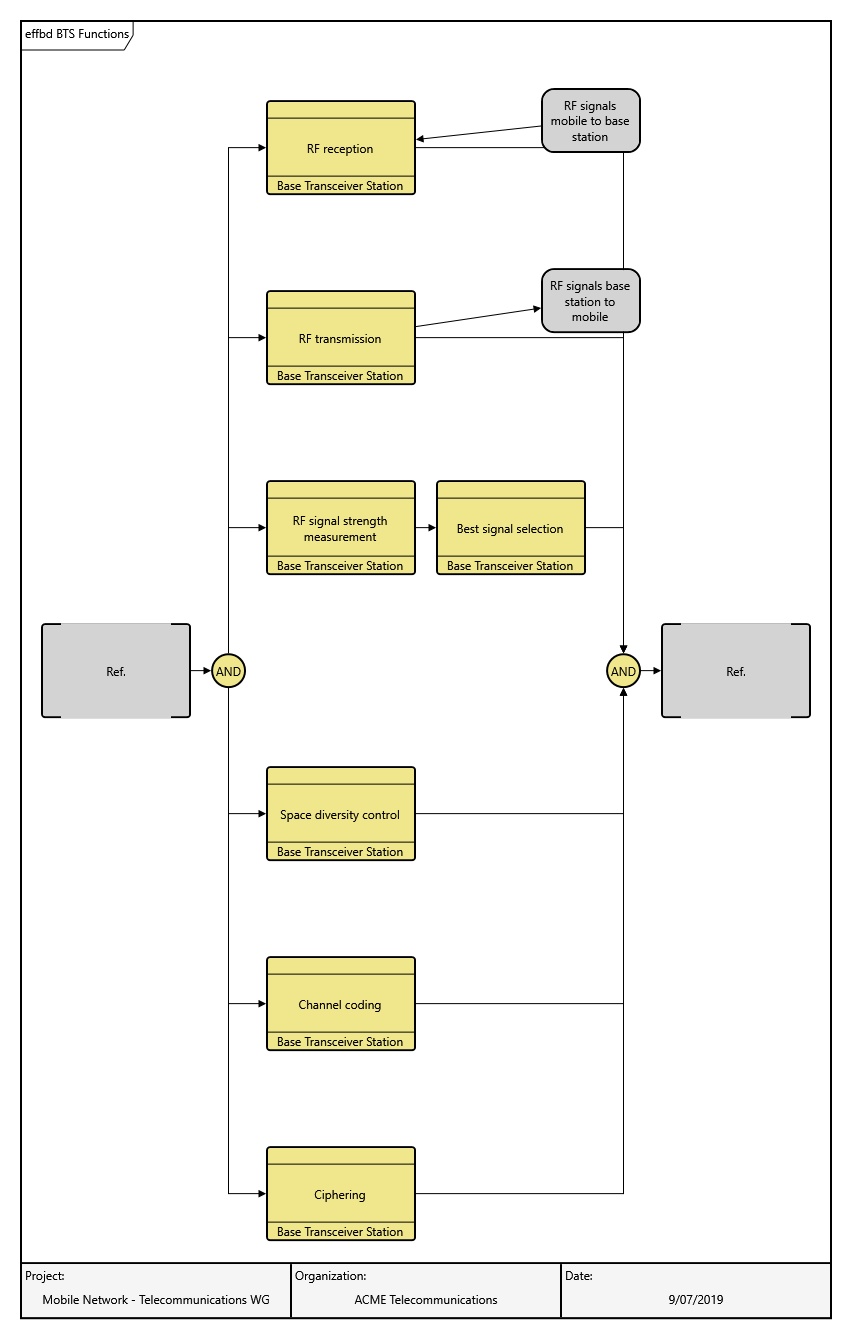 effbd BTS Functions
RF signals
mobile to base
station
RF reception
Base Transceiver Station
RF signals base
station to
mobile
RF transmission
Base Transceiver Station
RF signal strength
measurement
Base Transceiver Station
Best signal selection
Base Transceiver Station
Ref.
AND
AND
Ref.
Space diversity control
Base Transceiver Station
Channel coding
Base Transceiver Station
Ciphering
Base Transceiver Station
Project:
Mobile Network - Telecommunications WG
Organization:
ACME Telecommunications
Date:
9/07/2019